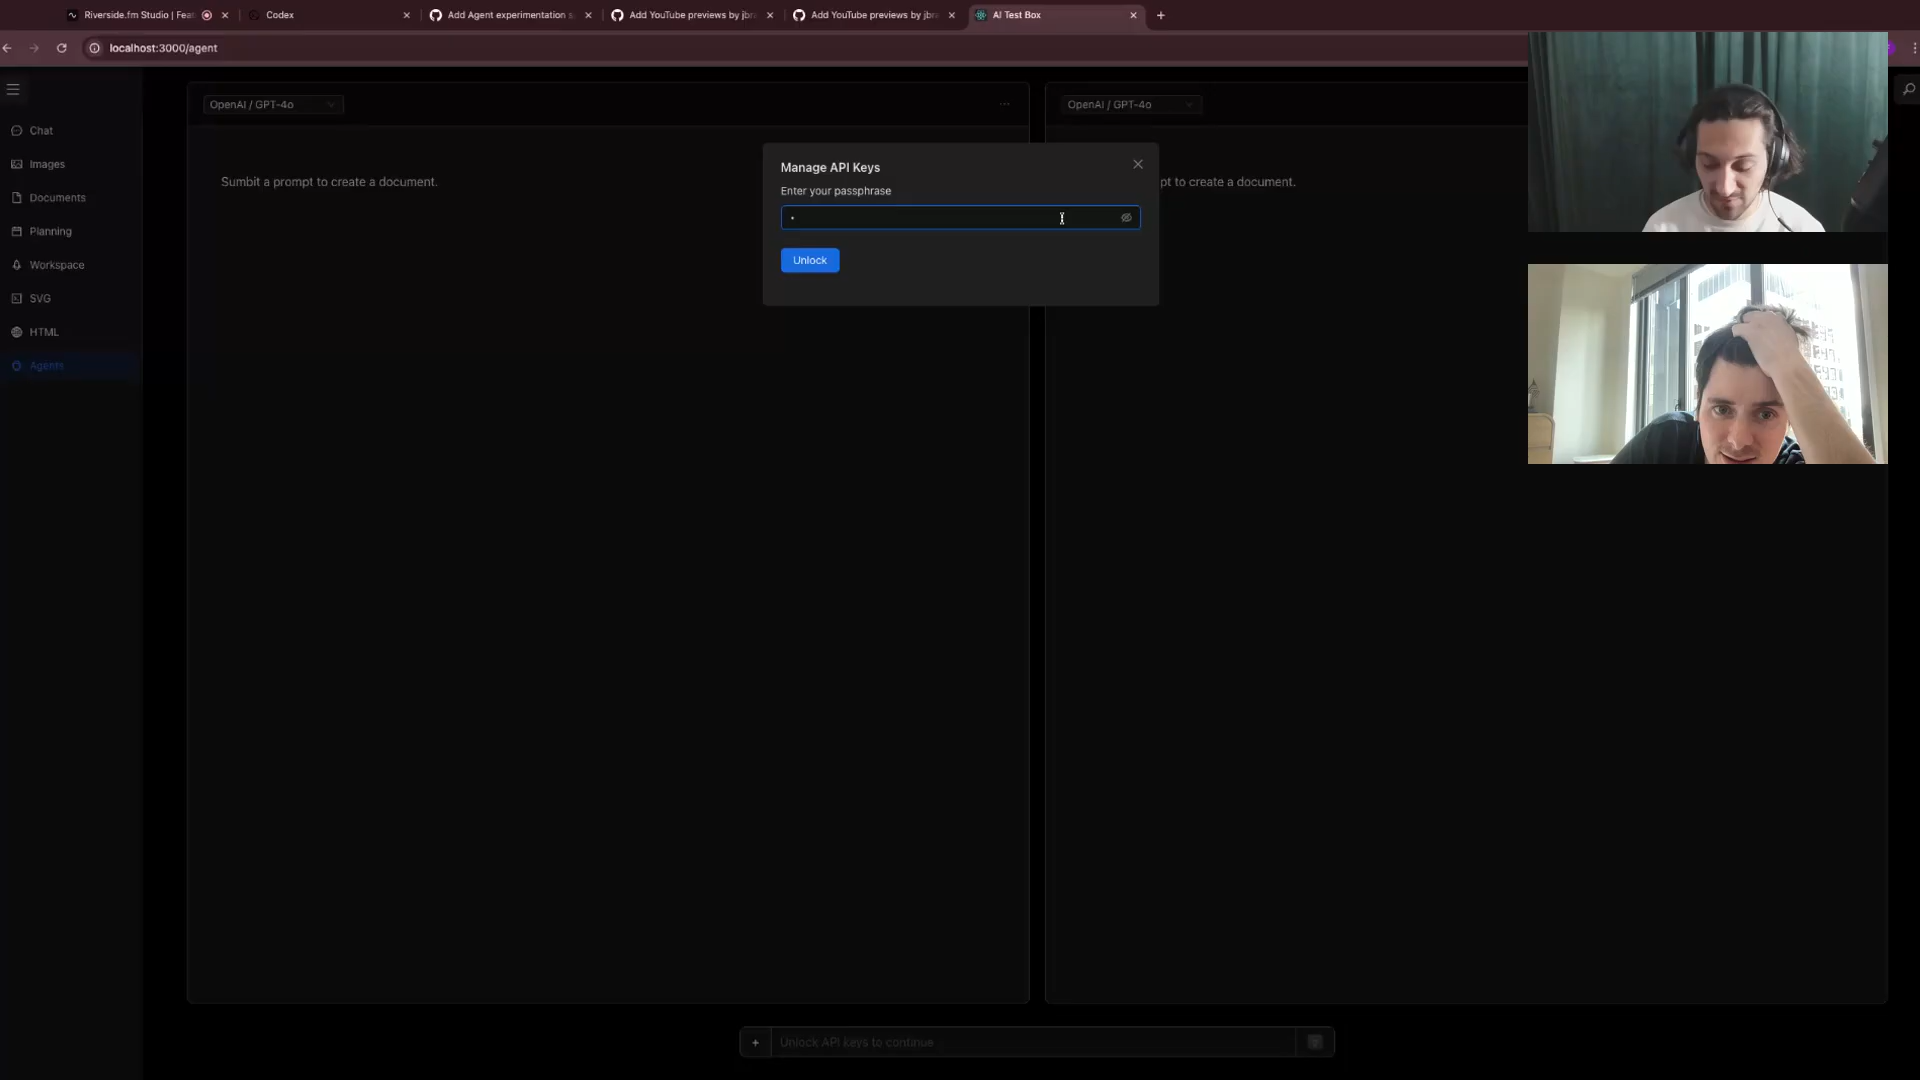 Riverside.fm Studio | Feat
Codex
Add Agent experimentation s
Add YouTube previews by jbr
Add YouTube previews by jbr
AI Test Box
localhost:3000/agent
OpenAI / GPT-4o
OpenAI / GPT-4o
Chat
Images
Documents
Planning
Workspace
SVG
HTML
Agents
Sumbit a prompt to create a document.
pt to create a document.
Manage API Keys
Enter your passphrase
Unlock
Unlock API keys to continue